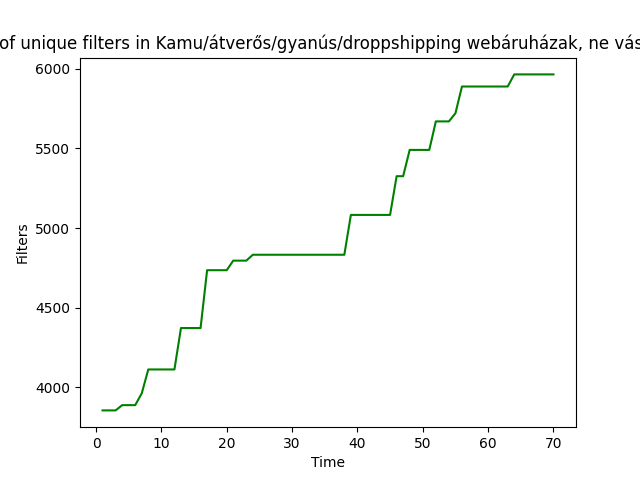 of unique filters in Kamu/átverős/gyanús/droppshipping webáruházak, ne vás
6000
5500
5000
4500
4000
Filters
0 10 20 30 40 50 60 70
Time